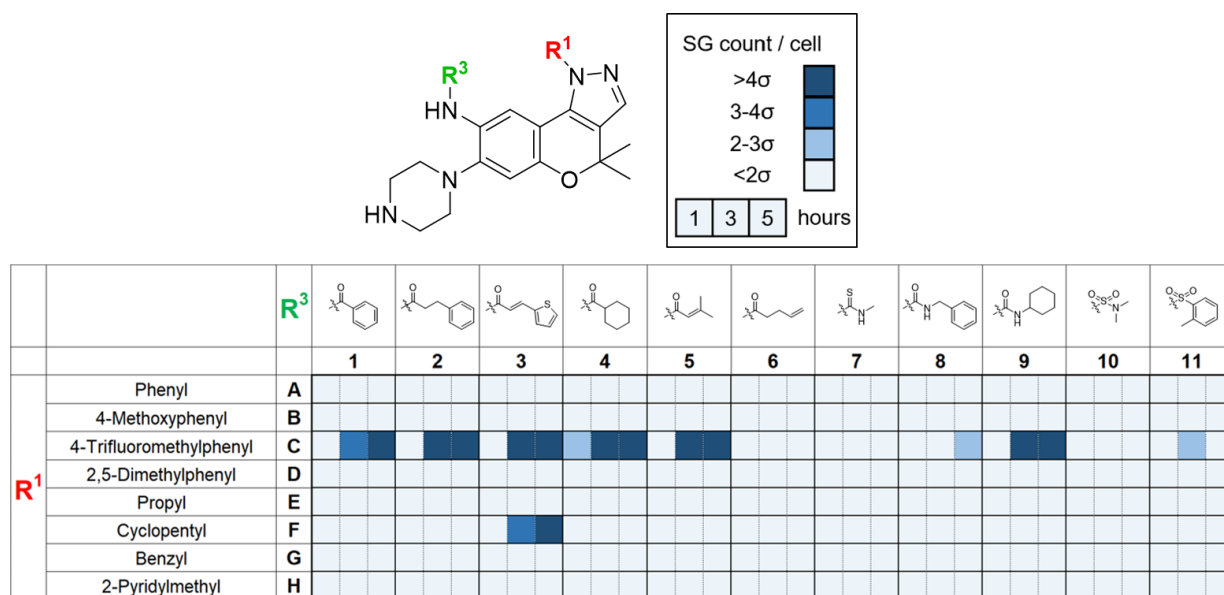 R1
R3
N
N
HN
N
O
HN
SG count / cell
>4σ
3-4σ
2-3σ
<2σ
1 3 5 hours
R3
O
O
O S
O
O
O
S
N
H
O
N
H
O
N
H
O O
S
N
O O
S
1 2 3 4 5 6 7 8 9 10 11
R1
Phenyl A
4-Methoxyphenyl B
4-Trifluoromethylphenyl C
2,5-Dimethylphenyl D
Propyl E
Cyclopentyl F
Benzyl G
2-Pyridylmethyl H